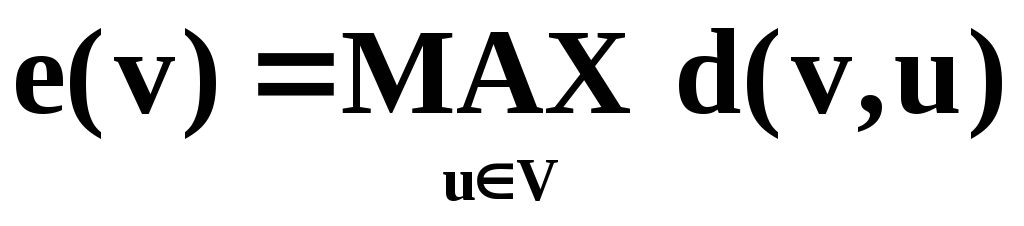 e(v) =MAX d(v,u)
u∈V